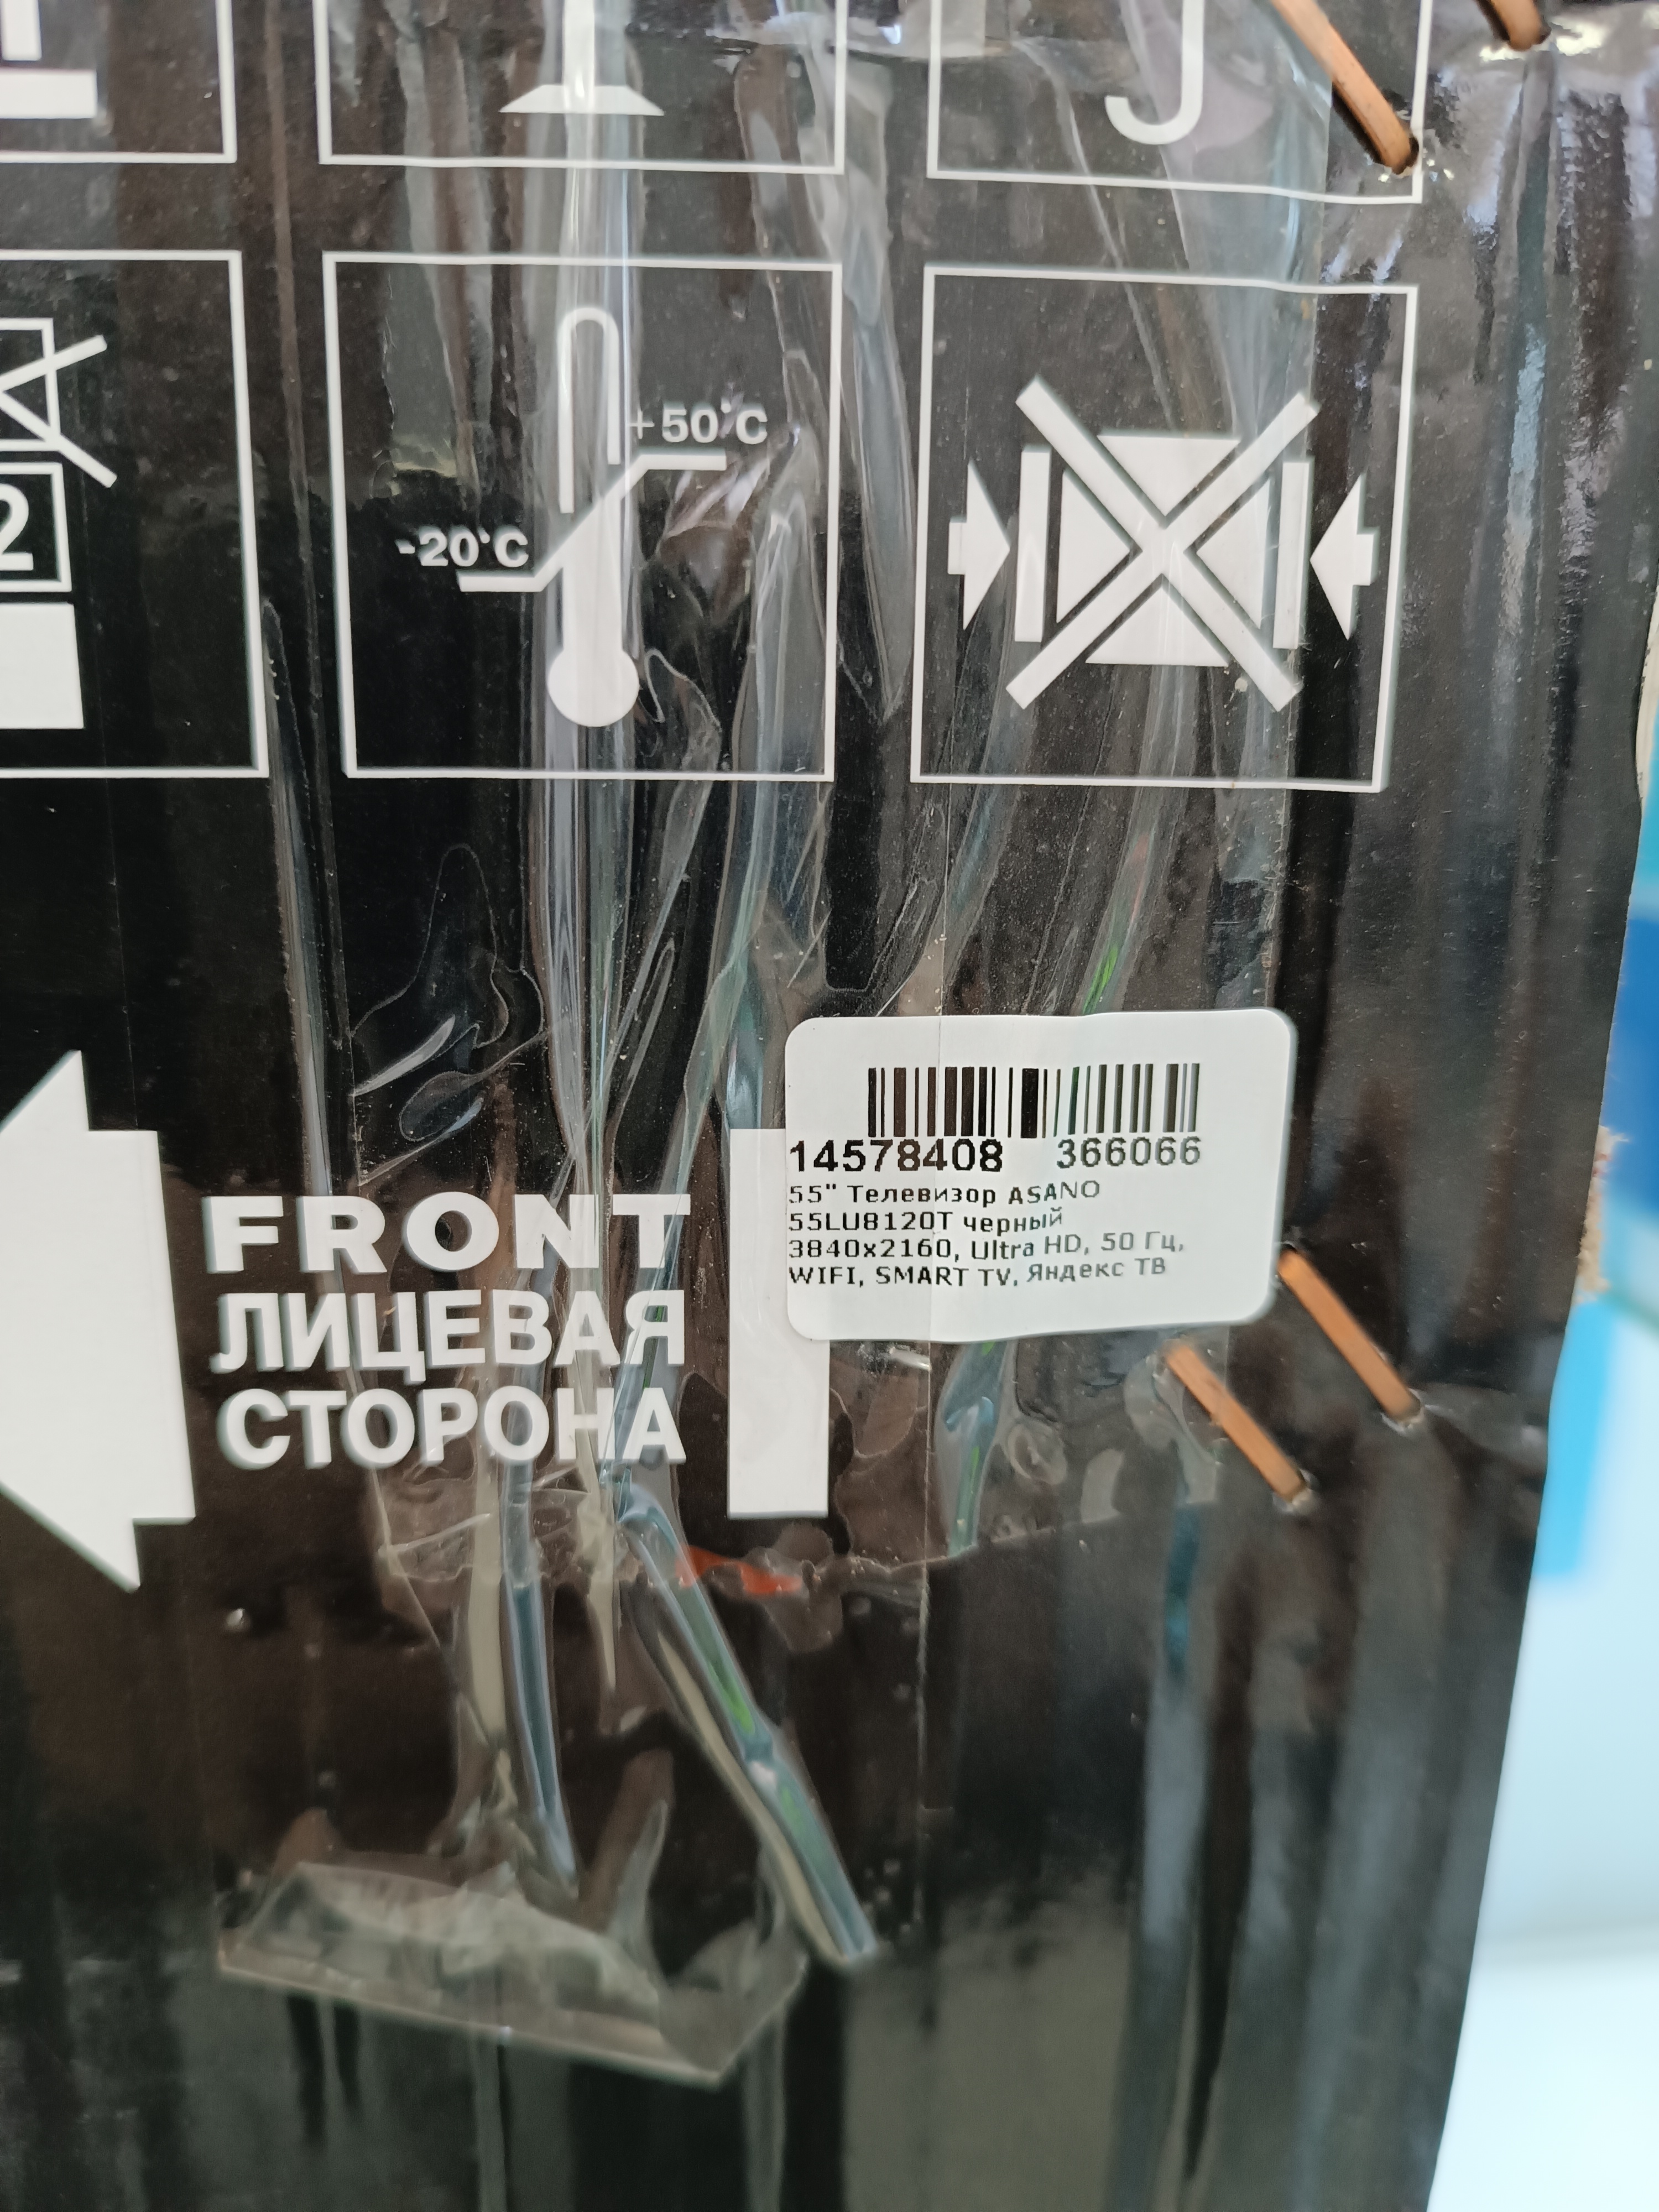 +50°C
-20°C
2
14578408 366066
55" Телевизор ASANO
55LU8120T черный
3840x2160, Ultra HD, 50 Гц,
WIFI, SMART TV, Яндекс ТВ
FRONT
ЛИЦЕВАЯ
СТОРОНА